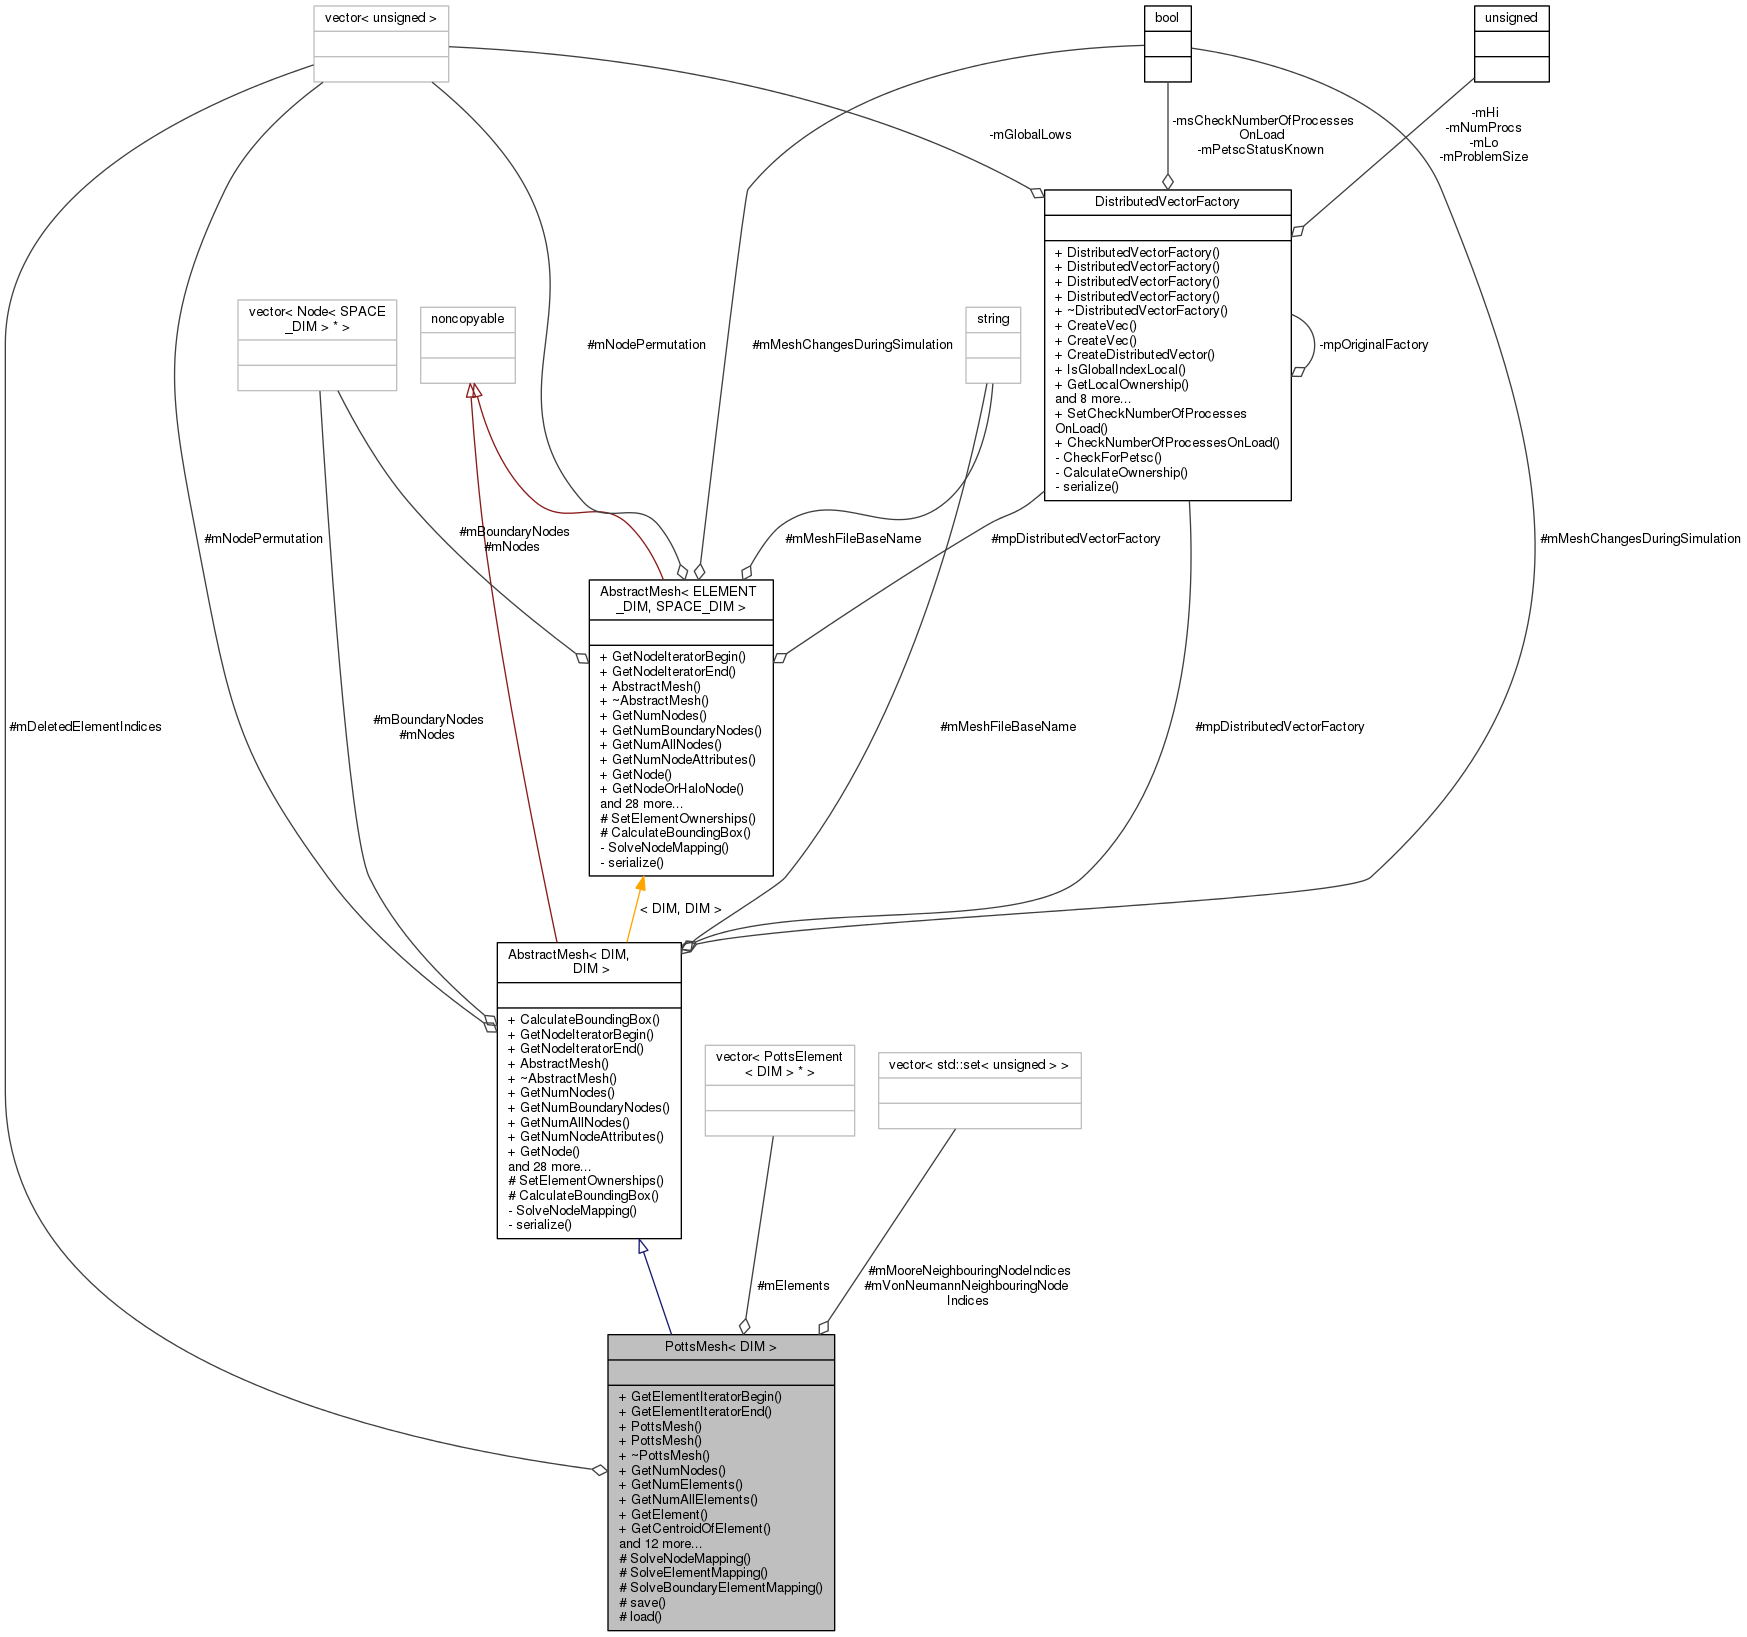 vector< unsigned >
bool
unsigned
-mGlobalLows
-msCheckNumberOfProcesses
OnLoad
-mPetscStatusKnown
-mHi
-mNumProcs
-mLo
-mProblemSize
DistributedVectorFactory
+ DistributedVectorFactory()
+ DistributedVectorFactory()
+ DistributedVectorFactory()
+ DistributedVectorFactory()
+ ~DistributedVectorFactory()
+ CreateVec()
+ CreateVec()
+ CreateDistributedVector()
+ IsGlobalIndexLocal()
+ GetLocalOwnership()
and 8 more...
+ SetCheckNumberOfProcesses
OnLoad()
+ CheckNumberOfProcessesOnLoad()
- CheckForPetsc()
- CalculateOwnership()
- serialize()
-mpOriginalFactory
vector< Node< SPACE
_DIM > * >
noncopyable
string
#mNodePermutation
#mMeshChangesDuringSimulation
#mNodePermutation
#mBoundaryNodes
#mNodes
#mMeshFileBaseName
#mpDistributedVectorFactory
#mMeshChangesDuringSimulation
AbstractMesh< ELEMENT
_DIM, SPACE_DIM >
+ GetNodeIteratorBegin()
+ GetNodeIteratorEnd()
+ AbstractMesh()
+ ~AbstractMesh()
+ GetNumNodes()
+ GetNumBoundaryNodes()
+ GetNumAllNodes()
+ GetNumNodeAttributes()
+ GetNode()
+ GetNodeOrHaloNode()
and 28 more...
# SetElementOwnerships()
# CalculateBoundingBox()
- SolveNodeMapping()
- serialize()
#mDeletedElementIndices
#mBoundaryNodes
#mNodes
#mMeshFileBaseName
#mpDistributedVectorFactory
< DIM, DIM >
AbstractMesh< DIM,
DIM >
+ CalculateBoundingBox()
+ GetNodeIteratorBegin()
+ GetNodeIteratorEnd()
+ AbstractMesh()
+ ~AbstractMesh()
+ GetNumNodes()
+ GetNumBoundaryNodes()
+ GetNumAllNodes()
+ GetNumNodeAttributes()
+ GetNode()
and 28 more...
# SetElementOwnerships()
# CalculateBoundingBox()
- SolveNodeMapping()
- serialize()
vector< PottsElement
< DIM > * >
vector< std::set< unsigned > >
#mElements
#mMooreNeighbouringNodeIndices
#mVonNeumannNeighbouringNode
Indices
PottsMesh< DIM >
+ GetElementIteratorBegin()
+ GetElementIteratorEnd()
+ PottsMesh()
+ PottsMesh()
+ ~PottsMesh()
+ GetNumNodes()
+ GetNumElements()
+ GetNumAllElements()
+ GetElement()
+ GetCentroidOfElement()
and 12 more...
# SolveNodeMapping()
# SolveElementMapping()
# SolveBoundaryElementMapping()
# save()
# load()